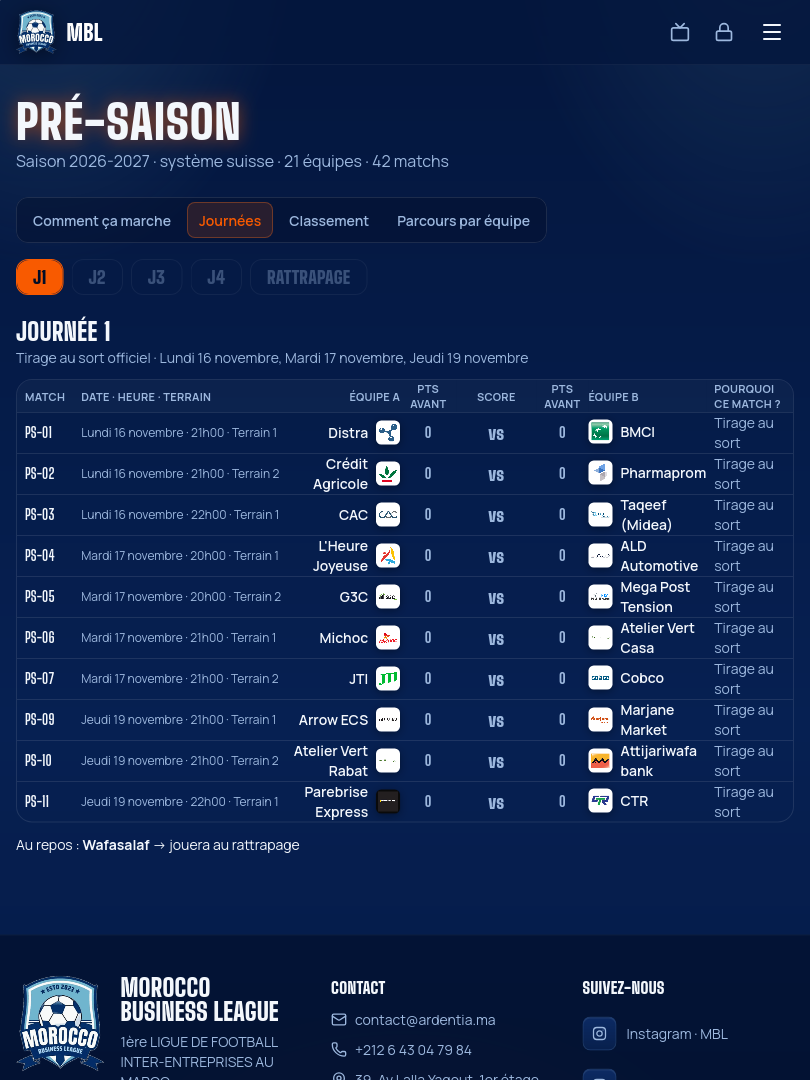 MOROCCO
MBL
PRÉ-SAISON
Saison 2026-2027 · système suisse · 21 équipes · 42 matchs
Comment ça marche Journées Classement Parcours par équipe
J1 J2 J3 J4 RATTRAPAGE
JOURNÉE 1
Tirage au sort officiel · Lundi 16 novembre, Mardi 17 novembre, Jeudi 19 novembre
MATCH DATE · HEURE · TERRAIN ÉQUIPE A PTS AVANT SCORE PTS AVANT ÉQUIPE B POURQUOI CE MATCH ?
PS-01 Lundi 16 novembre · 21h00 · Terrain 1 Distra 0 VS 0 BMCI Tirage au sort
PS-02 Lundi 16 novembre · 21h00 · Terrain 2 Crédit Agricole 0 VS 0 Pharmaprom Tirage au sort
PS-03 Lundi 16 novembre · 22h00 · Terrain 1 CAC 0 VS 0 Taqeef (Midea) Tirage au sort
PS-04 Mardi 17 novembre · 20h00 · Terrain 1 L'Heure Joyeuse 0 VS 0 ALD Automotive Tirage au sort
PS-05 Mardi 17 novembre · 20h00 · Terrain 2 G3C 0 VS 0 Mega Post Tension Tirage au sort
PS-06 Mardi 17 novembre · 21h00 · Terrain 1 Michoc 0 VS 0 Atelier Vert Casa Tirage au sort
PS-07 Mardi 17 novembre · 21h00 · Terrain 2 JTI 0 VS 0 Cobco Tirage au sort
PS-09 Jeudi 19 novembre · 21h00 · Terrain 1 Arrow ECS 0 VS 0 Marjane Market Tirage au sort
PS-10 Jeudi 19 novembre · 21h00 · Terrain 2 Atelier Vert Rabat 0 VS 0 Attijariwafa bank Tirage au sort
PS-11 Jeudi 19 novembre · 22h00 · Terrain 1 Parebrise Express 0 VS 0 CTR Tirage au sort
Au repos : Wafasalaf → jouera au rattrapage
ESTD 2023
MOROCCO
BUSINESS LEAGUE
MOROCCO
BUSINESS LEAGUE
1ère LIGUE DE FOOTBALL
INTER-ENTREPRISES AU
MAROC
CONTACT
contact@ardentia.ma
+212 6 43 04 79 84
39, Av Lalla Yacout, 1er étage
SUIVEZ-NOUS
Instagram · MBL